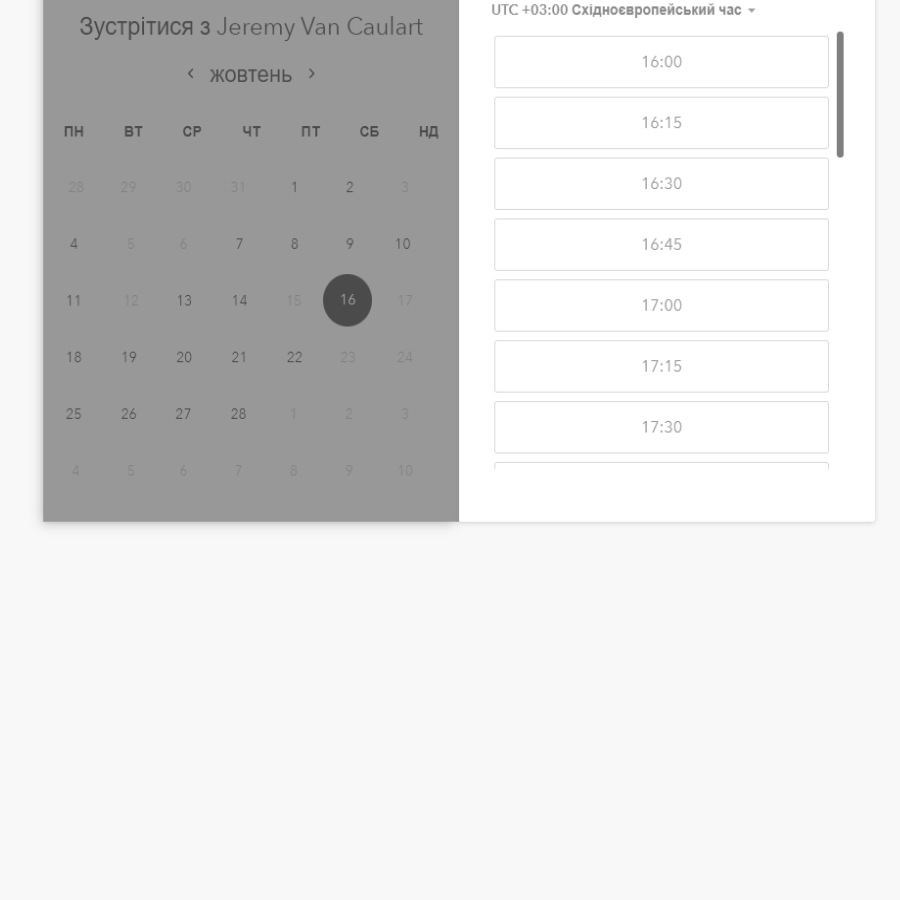 Зустрітися з Jeremy Van Caulart
‹ жовтень ›
ПН ВТ СР ЧТ ПТ СБ НД
28 29 30 31 1 2 3
4 5 6 7 8 9 10
11 12 13 14 15 16 17
18 19 20 21 22 23 24
25 26 27 28 1 2 3
4 5 6 7 8 9 10
UTC +03:00 Східноєвропейський час
16:00
16:15
16:30
16:45
17:00
17:15
17:30